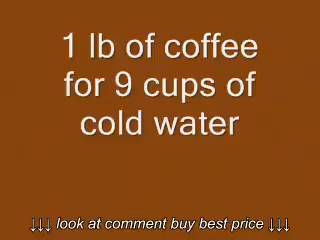 1 lb of coffee
for 9 cups of
cold water
↓↓↓ look at comment buy best price ↓↓↓